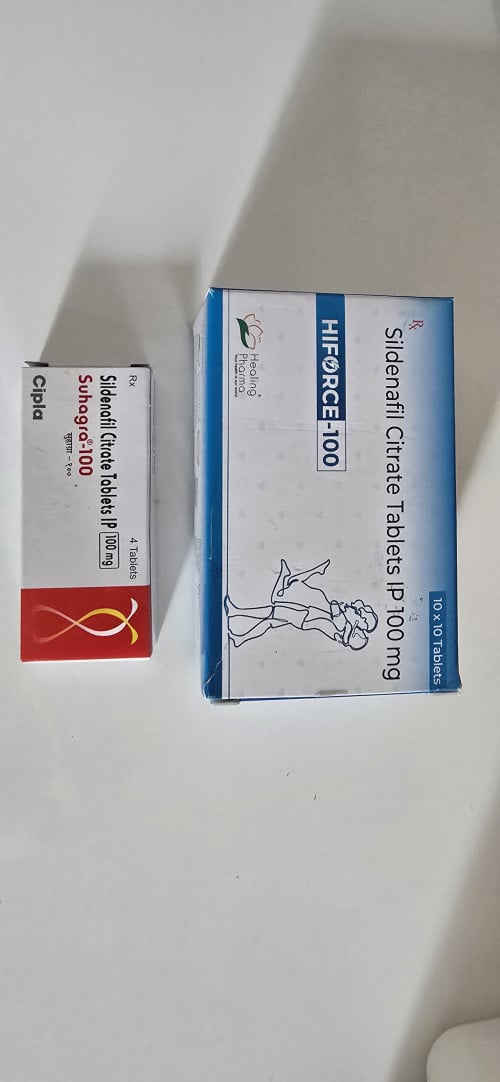 Rx
Sildenafil Citrate Tablets IP 100 mg
HIFORCE-100
10 x 10 Tablets
Healing
Pharma
Rx
4 Tablets
Sildenafil Citrate Tablets IP 100 mg
Suhagra®-100
सुहाग्रा - १००
Cipla